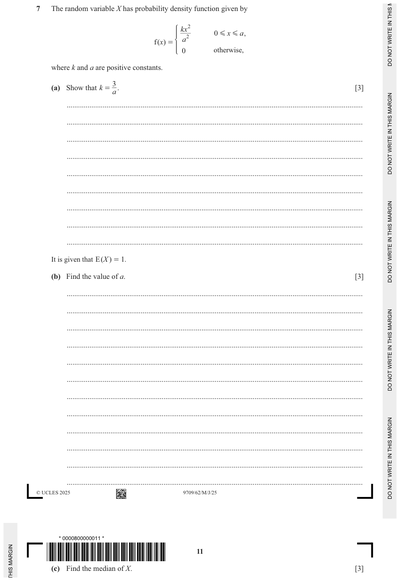 7 The random variable X has probability density function given by
f(x) = { kx²/a² 0 ⩽ x ⩽ a,
0 otherwise,
where k and a are positive constants.
(a) Show that k = 3/a. [3]
It is given that E(X) = 1.
(b) Find the value of a. [3]
© UCLES 2025 9709/62/M/J/25
* 0000800000011 *
11
(c) Find the median of X. [3]
DO NOT WRITE IN THIS M
DO NOT WRITE IN THIS MARGIN
DO NOT WRITE IN THIS MARGIN
DO NOT WRITE IN THIS MARGIN
DO NOT WRITE IN THIS MARGIN
THIS MARGIN